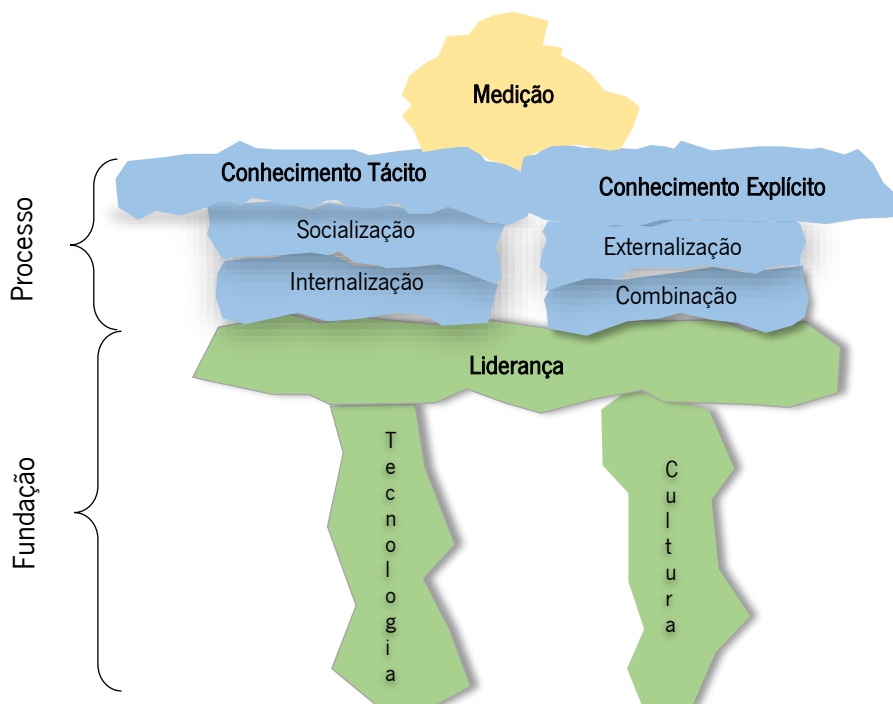 Medição
Conhecimento Tácito
Conhecimento Explícito
Socialização
Externalização
Internalização
Combinação
Processo
Liderança
Tecnologia
Cultura
Fundação